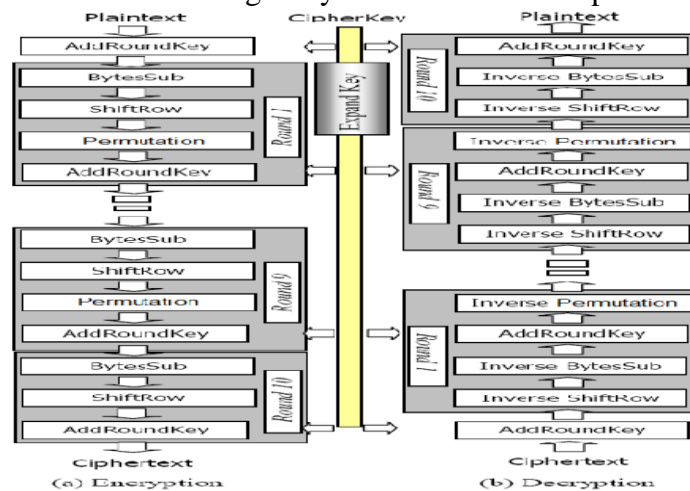 Plaintext
AddRoundKey
BytesSub
ShiftRow
Permutation
AddRoundKey
Round 1
BytesSub
ShiftRow
Permutation
AddRoundKey
Round 9
BytesSub
ShiftRow
AddRoundKey
Round 10
Ciphertext
(a) Encryption
CipherKey
Expand Key
Plaintext
AddRoundKey
Inverse BytesSub
Inverse ShiftRow
Round 10
Inverse Permutation
AddRoundKey
Inverse BytesSub
Inverse ShiftRow
Round 9
Inverse Permutation
AddRoundKey
Inverse BytesSub
Inverse ShiftRow
Round 1
AddRoundKey
Ciphertext
(b) Decryption